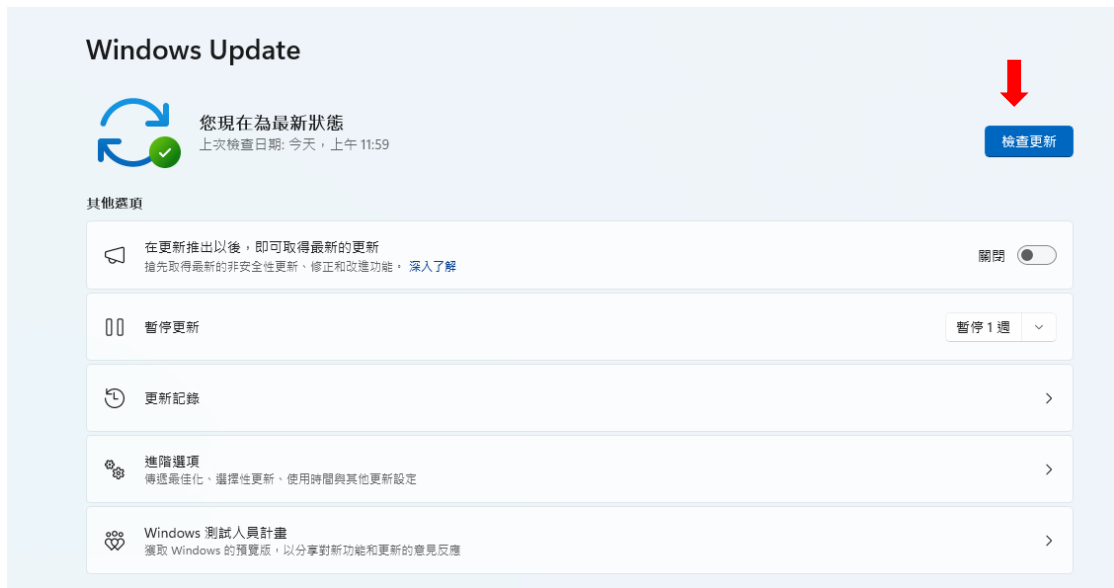 Windows Update
您現在為最新狀態
上次檢查日期: 今天，上午 11:59
檢查更新
其他選項
在更新推出以後，即可取得最新的更新
搶先取得最新的非安全性更新、修正和改進功能。 深入了解
關閉
暫停更新
暫停 1 週
更新記錄
進階選項
傳遞最佳化、選擇性更新、使用時間與其他更新設定
Windows 測試人員計畫
獲取 Windows 的預覽版，以分享對新功能和更新的意見反應